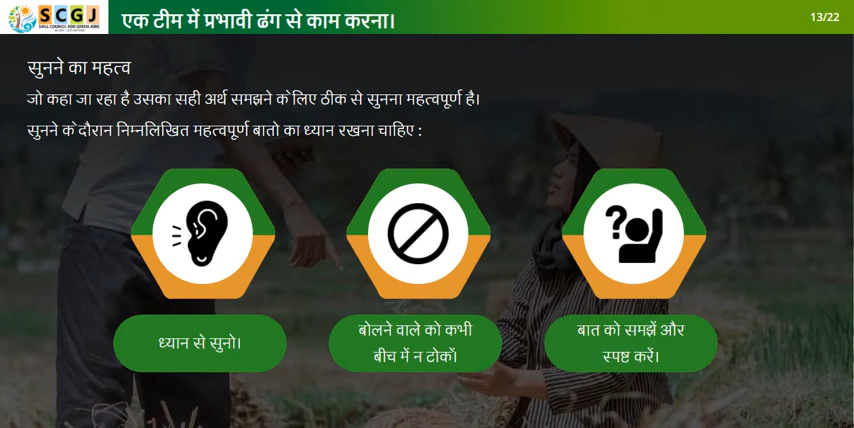 SCGJ
SKILL COUNCIL FOR GREEN JOBS
एक टीम में प्रभावी ढंग से काम करना।
13/22
सुनने का महत्व
जो कहा जा रहा है उसका सही अर्थ समझने के लिए ठीक से सुनना महत्वपूर्ण है।
सुनने के दौरान निम्नलिखित महत्वपूर्ण बातो का ध्यान रखना चाहिए :
ध्यान से सुनो।
बोलने वाले को कभी
बीच में न टोकों।
बात को समझें और
स्पष्ट करें।